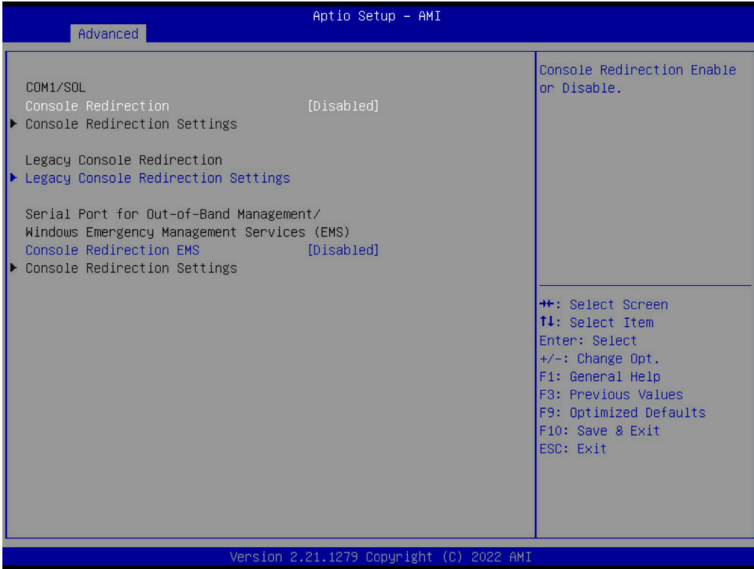 Aptio Setup – AMI
Advanced
COM1/SOL
Console Redirection [Disabled]
Console Redirection Settings
Legacy Console Redirection
Legacy Console Redirection Settings
Serial Port for Out-of-Band Management/
Windows Emergency Management Services (EMS)
Console Redirection EMS [Disabled]
Console Redirection Settings
Console Redirection Enable
or Disable.
→←: Select Screen
↑↓: Select Item
Enter: Select
+/-: Change Opt.
F1: General Help
F3: Previous Values
F9: Optimized Defaults
F10: Save & Exit
ESC: Exit
Version 2.21.1279 Copyright (C) 2022 AMI